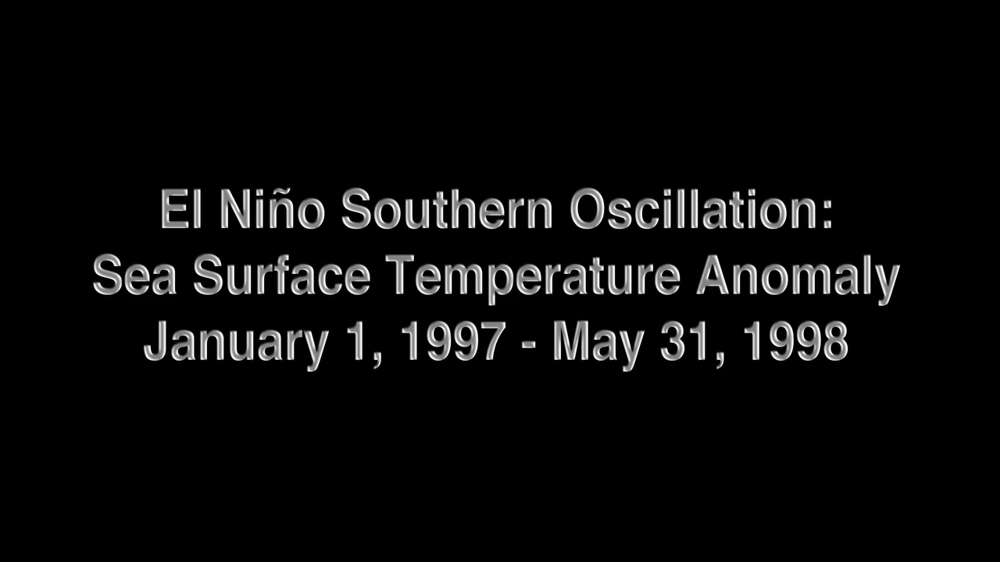 El Niño Southern Oscillation:
Sea Surface Temperature Anomaly
January 1, 1997 - May 31, 1998